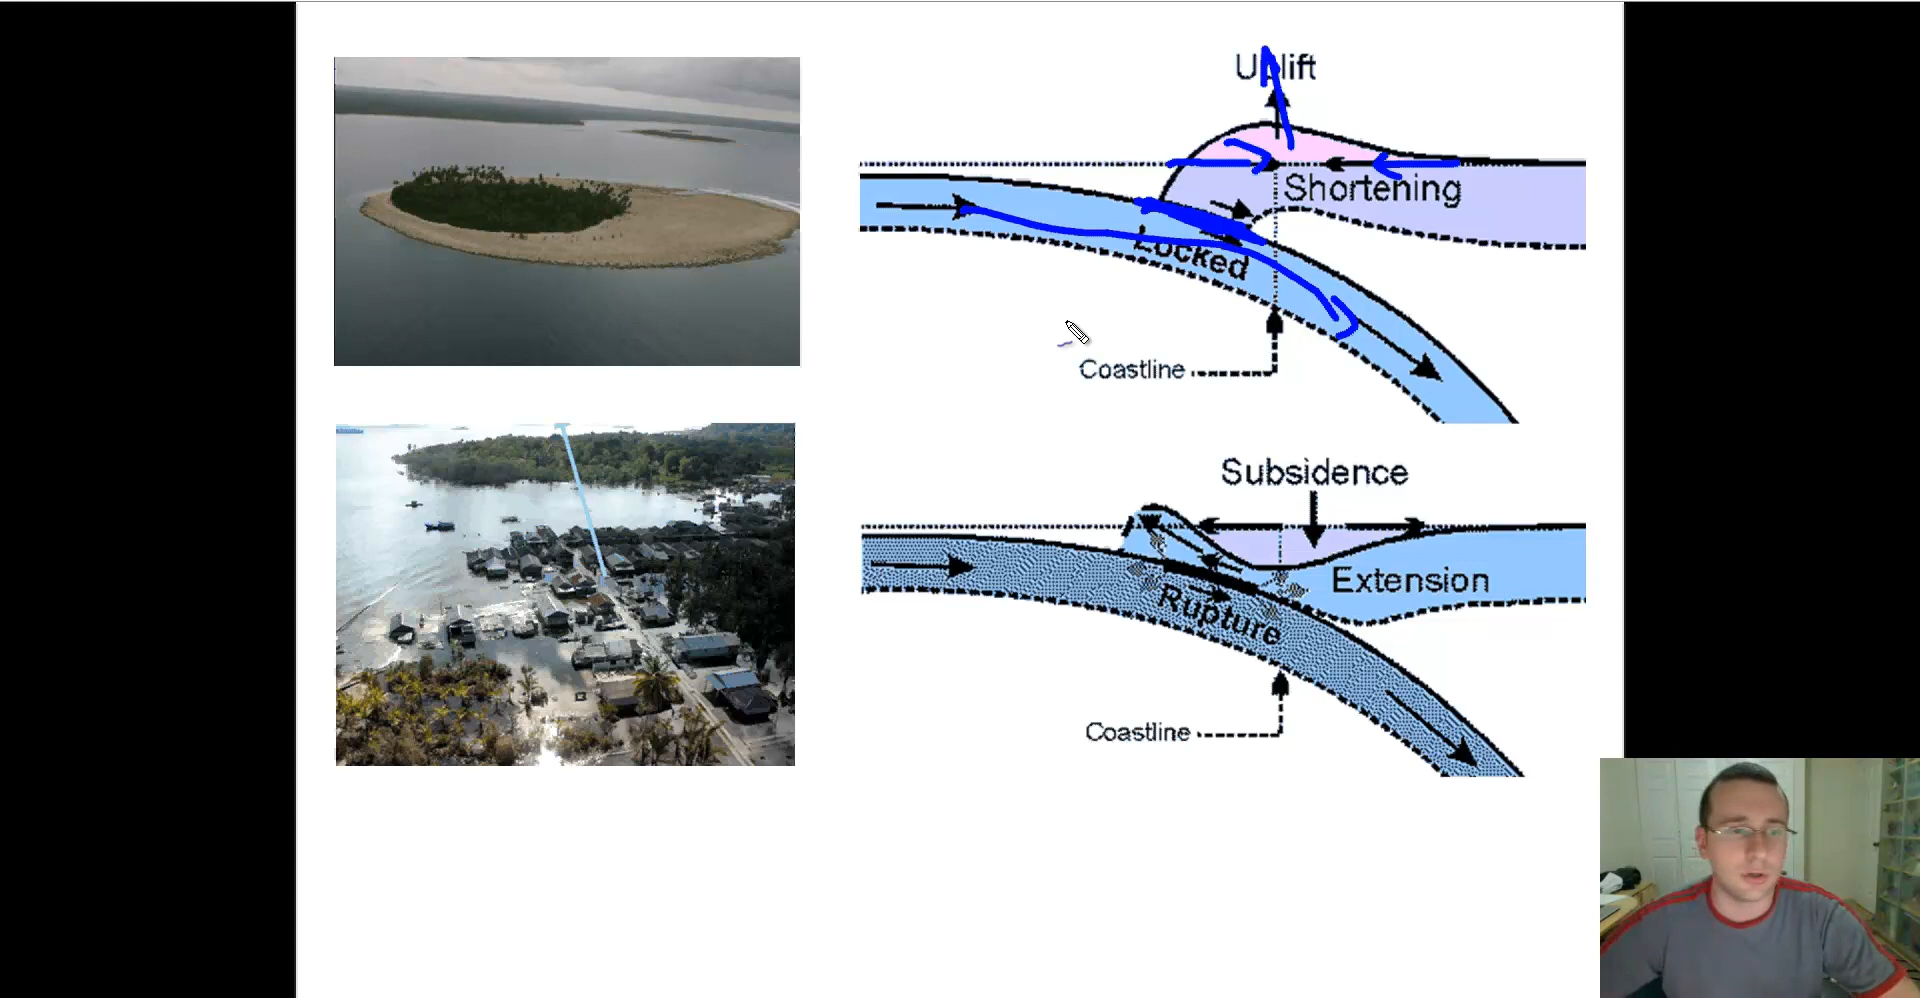 Uplift
Shortening
Locked
Coastline
Subsidence
Extension
Rupture
Coastline